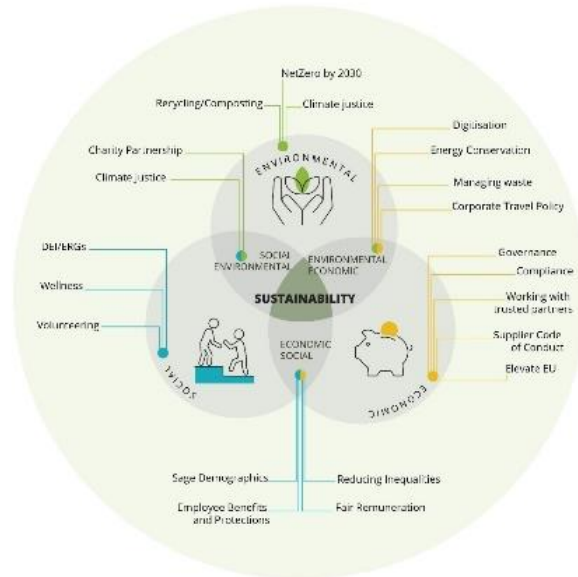 NetZero by 2030
Recycling/Composting
Climate justice
Charity Partnership
Climate Justice
Digitisation
Energy Conservation
Managing waste
Corporate Travel Policy
ENVIRONMENTAL
DEI/ERGs
Wellness
Volunteering
SOCIAL
ENVIRONMENTAL
ENVIRONMENTAL
ECONOMIC
SUSTAINABILITY
ECONOMIC
SOCIAL
Governance
Compliance
Working with
trusted partners
Supplier Code
of Conduct
Elevate EU
SOCIAL
ECONOMIC
Sage Demographics
Reducing Inequalities
Employee Benefits
and Protections
Fair Remuneration